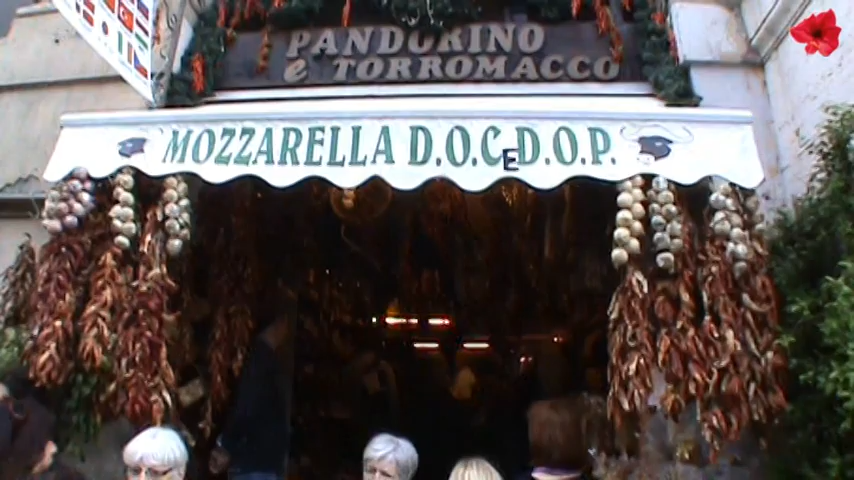 PANDORINO
e TORROMACCO
MOZZARELLA D.O.C E D.O.P.